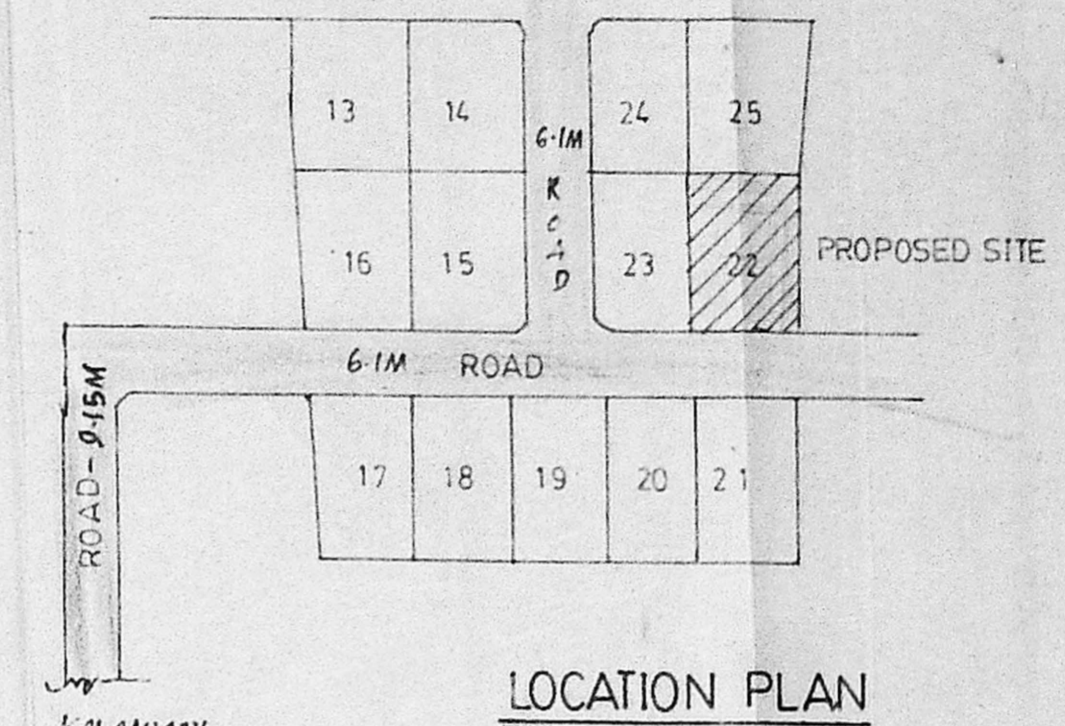 13 14 24 25
6.1M
ROAD
16 15 23 22 PROPOSED SITE
6.1M ROAD
ROAD-9.15M
17 18 19 20 21
LOCATION PLAN